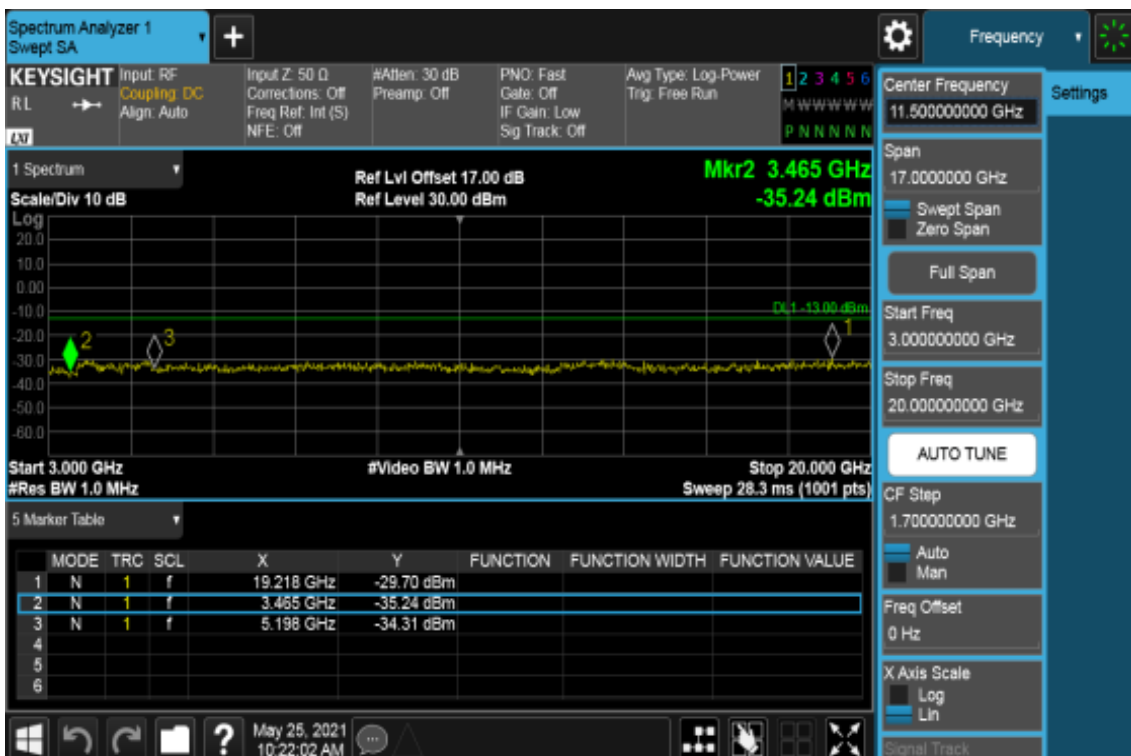 Spectrum Analyzer 1
Swept SA
+
Frequency
KEYSIGHT
RL
LXI
Input: RF
Coupling: DC
Align: Auto
Input Z: 50 Ω
Corrections: Off
Freq Ref: Int (S)
NFE: Off
#Atten: 30 dB
Preamp: Off
PNO: Fast
Gate: Off
IF Gain: Low
Sig Track: Off
Avg Type: Log-Power
Trig: Free Run
1 2 3 4 5 6
M W W W W W
P N N N N N
Center Frequency
11.500000000 GHz
Settings
1 Spectrum
Scale/Div 10 dB
Ref Lvl Offset 17.00 dB
Ref Level 30.00 dBm
Mkr2 3.465 GHz
-35.24 dBm
Span
17.0000000 GHz
Swept Span
Zero Span
Full Span
Start Freq
3.000000000 GHz
Stop Freq
20.000000000 GHz
AUTO TUNE
CF Step
1.700000000 GHz
Auto
Man
Freq Offset
0 Hz
X Axis Scale
Log
Lin
Signal Track
Log
20.0
10.0
0.00
-10.0
-20.0
-30.0
-40.0
-50.0
-60.0
DL1 -13.00 dBm
2
3
1
Start 3.000 GHz
#Res BW 1.0 MHz
#Video BW 1.0 MHz
Stop 20.000 GHz
Sweep 28.3 ms (1001 pts)
5 Marker Table
MODE TRC SCL X Y FUNCTION FUNCTION WIDTH FUNCTION VALUE
1 N 1 f 19.218 GHz -29.70 dBm
2 N 1 f 3.465 GHz -35.24 dBm
3 N 1 f 5.198 GHz -34.31 dBm
4
5
6
?
May 25, 2021
10:22:02 AM